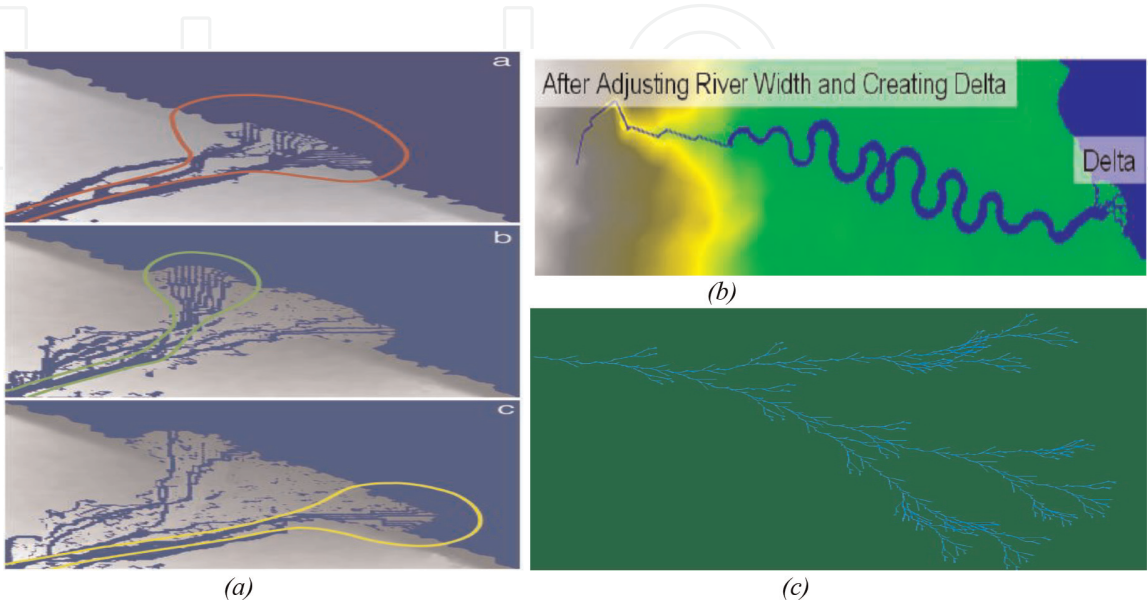 a
b
c
(a)
After Adjusting River Width and Creating Delta
Delta
(b)
(c)